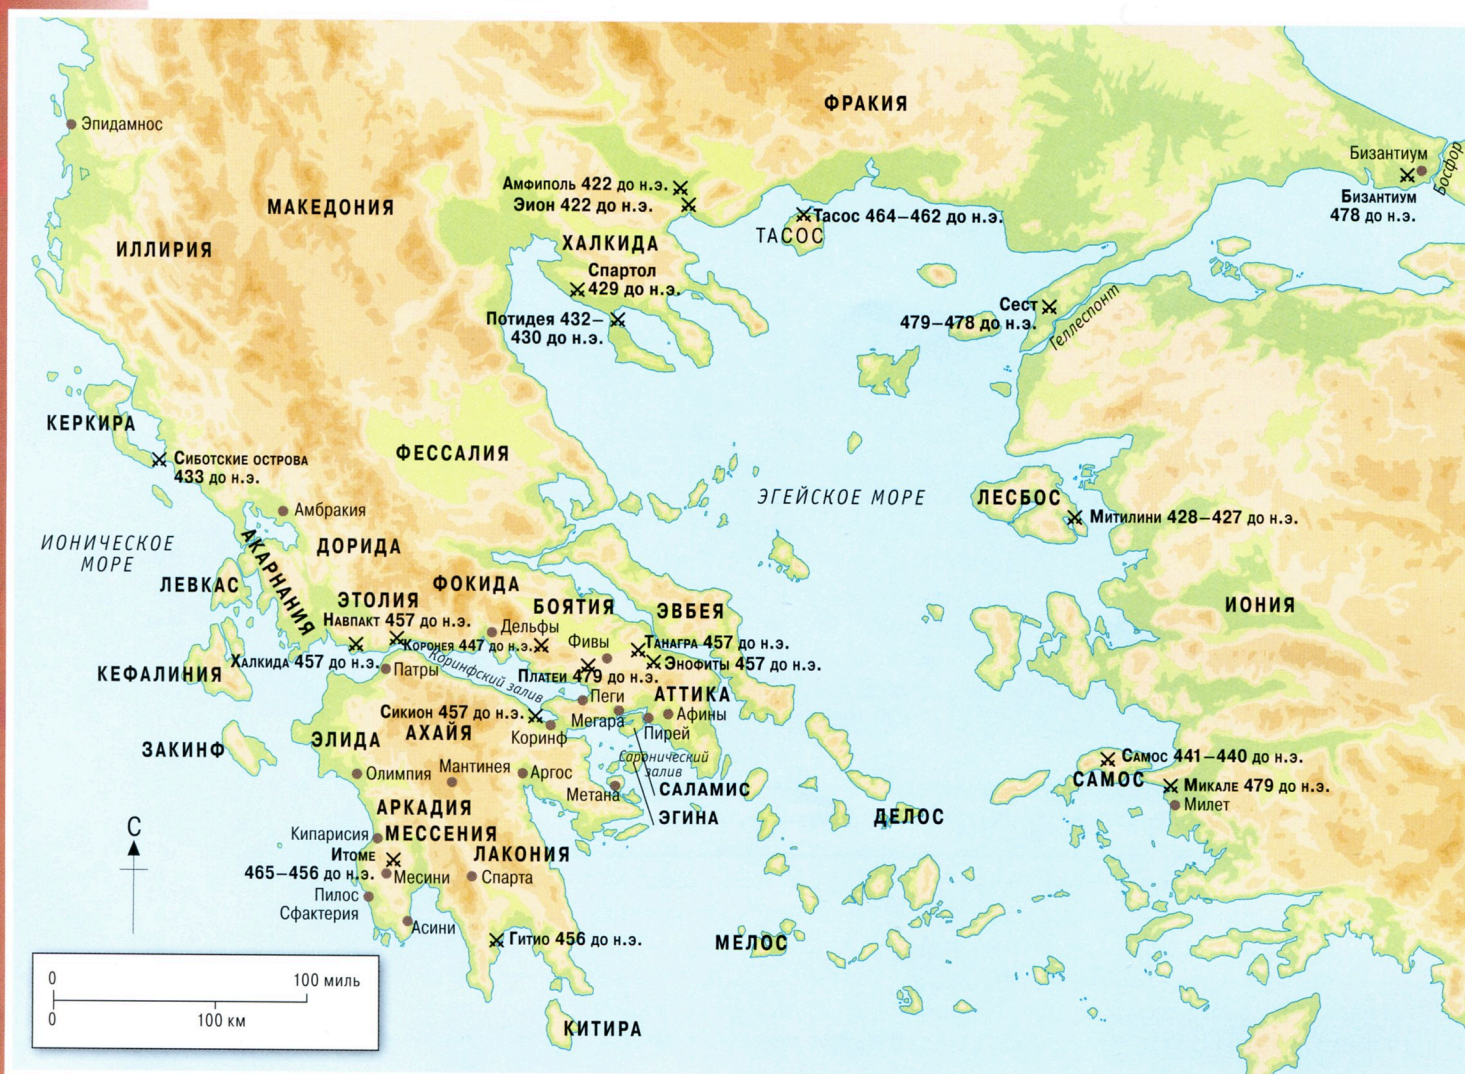 ФРАКИЯ
Эпидамнос
Бизантиум
Босфор
Бизантиум
478 до н.э.
МАКЕДОНИЯ
Амфиполь 422 до н.э.
Эион 422 до н.э.
Тасос 464–462 до н.э.
ТАСОС
ИЛЛИРИЯ
ХАЛКИДА
Спартол
429 до н.э.
Потидея 432–
430 до н.э.
Сест
479–478 до н.э.
Геллеспонт
КЕРКИРА
Сиботские острова
433 до н.э.
ФЕССАЛИЯ
ЭГЕЙСКОЕ МОРЕ
ЛЕСБОС
Митилини 428–427 до н.э.
Амбракия
ИОНИЧЕСКОЕ
МОРЕ
АКАРНАНИЯ
ДОРИДА
ЛЕВКАС
ФОКИДА
ЭТОЛИЯ
БОЯТИЯ
ЭВБЕЯ
ИОНИЯ
Навпакт 457 до н.э.
Дельфы
Коронея 447 до н.э.
Фивы
Танагра 457 до н.э.
Халкида 457 до н.э.
Энофиты 457 до н.э.
КЕФАЛИНИЯ
Патры
Коринфский залив
Платеи 479 до н.э.
Пеги
АТТИКА
Сикион 457 до н.э.
Мегара
Афины
АХАЙЯ
Коринф
Пирей
ЭЛИДА
ЗАКИНФ
Саронический
залив
Самос 441–440 до н.э.
САМОС
Олимпия
Мантинея
Аргос
Метана
САЛАМИС
Микале 479 до н.э.
Милет
АРКАДИЯ
ЭГИНА
ДЕЛОС
Кипарисия
МЕССЕНИЯ
Итоме
465–456 до н.э.
ЛАКОНИЯ
Месини
Спарта
Пилос
Сфактерия
Асини
Гитио 456 до н.э.
МЕЛОС
КИТИРА
С
0
100 миль
0
100 км